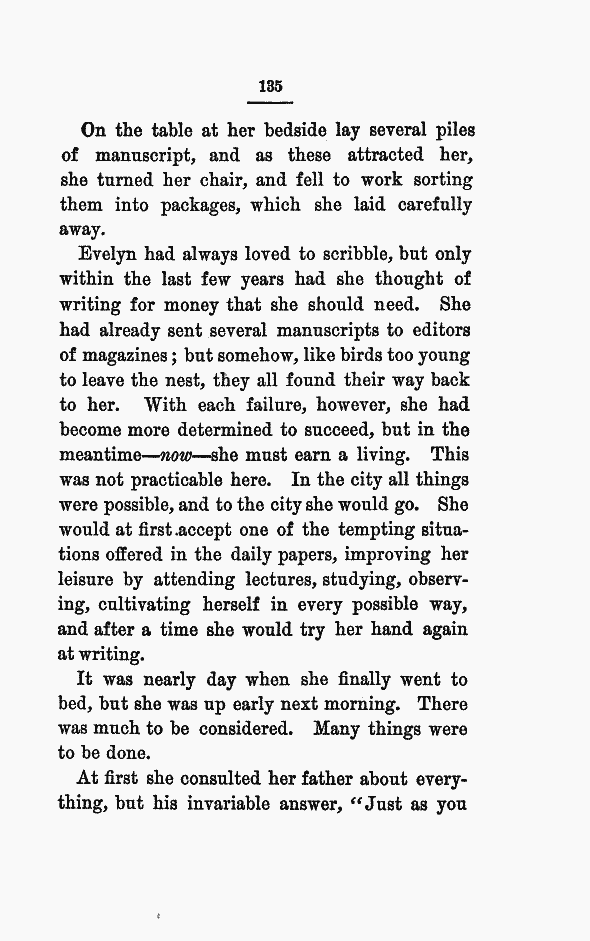 135
On the table at her bedside lay several piles
of manuscript, and as these attracted her,
she turned her chair, and fell to work sorting
them into packages, which she laid carefully
away.
Evelyn had always loved to scribble, but only
within the last few years had she thought of
writing for money that she should need. She
had already sent several manuscripts to editors
of magazines; but somehow, like birds too young
to leave the nest, they all found their way back
to her. With each failure, however, she had
become more determined to succeed, but in the
meantime—now—she must earn a living. This
was not practicable here. In the city all things
were possible, and to the city she would go. She
would at first .accept one of the tempting situa-
tions offered in the daily papers, improving her
leisure by attending lectures, studying, observ-
ing, cultivating herself in every possible way,
and after a time she would try her hand again
at writing.
It was nearly day when she finally went to
bed, but she was up early next morning. There
was much to be considered. Many things were
to be done.
At first she consulted her father about every-
thing, but his invariable answer, “Just as you